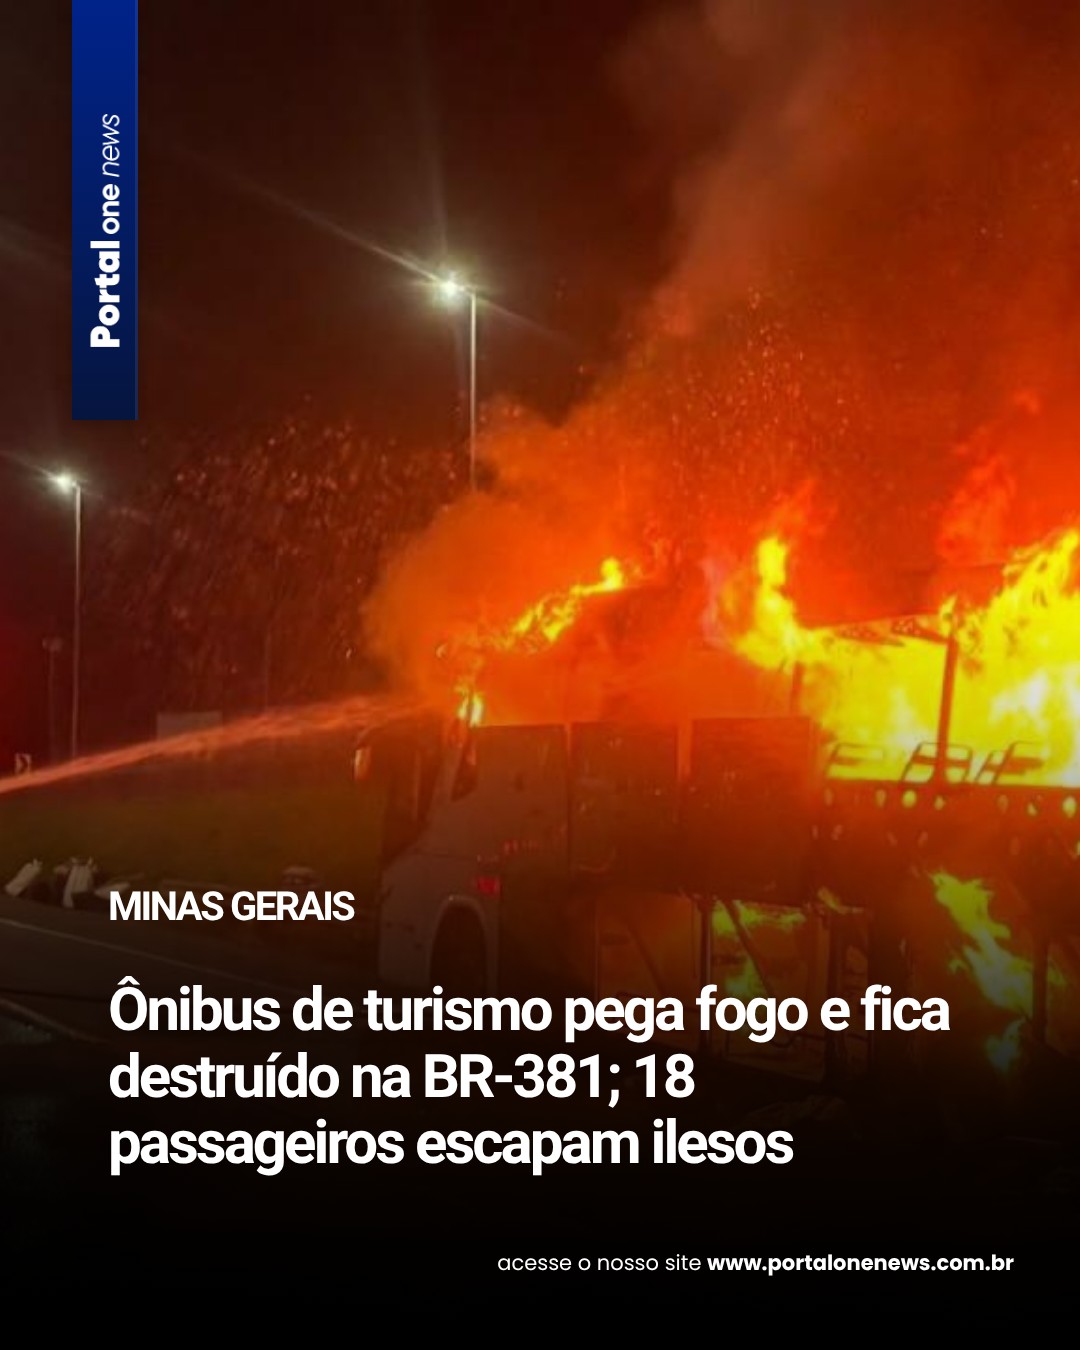 Portal one news
MINAS GERAIS
Ônibus de turismo pega fogo e fica
destruído na BR-381; 18
passageiros escapam ilesos
acesse o nosso site www.portalonenews.com.br